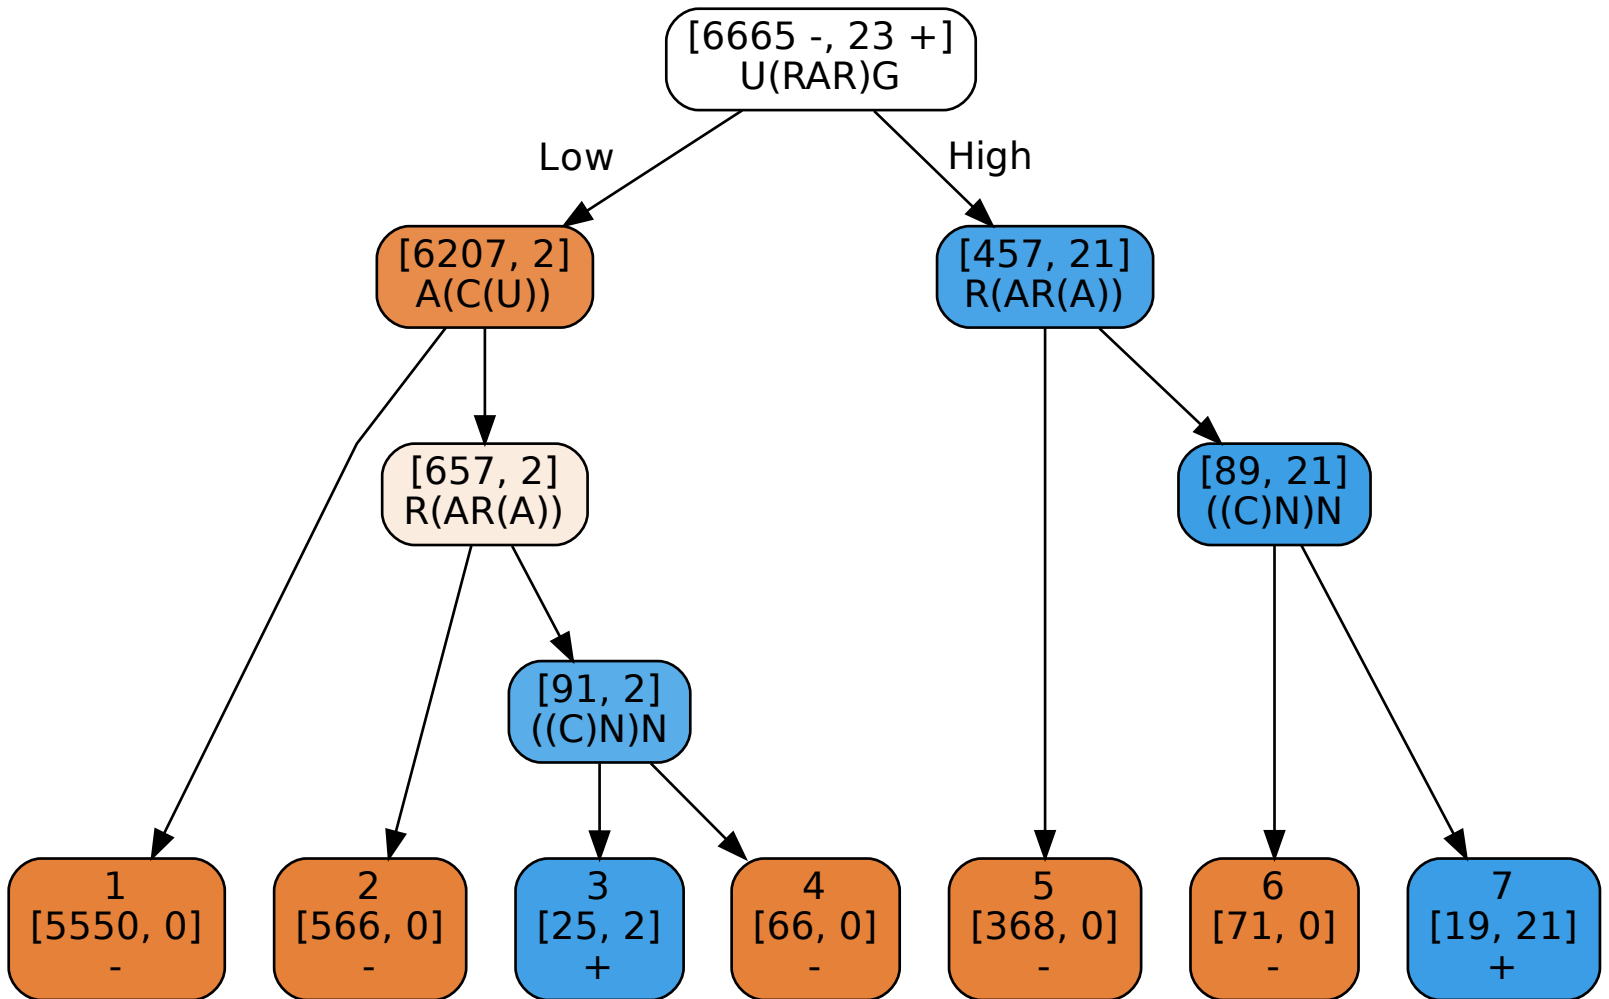 [6665 -, 23 +]
U(RAR)G
Low
High
[6207, 2]
A(C(U))
[457, 21]
R(AR(A))
[657, 2]
R(AR(A))
[89, 21]
((C)N)N
[91, 2]
((C)N)N
1
[5550, 0]
-
2
[566, 0]
-
3
[25, 2]
+
4
[66, 0]
-
5
[368, 0]
-
6
[71, 0]
-
7
[19, 21]
+